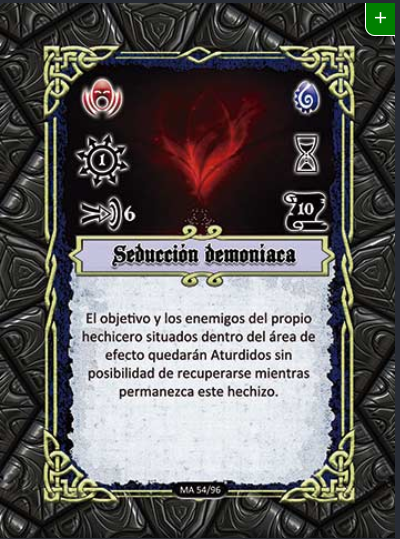 1
6
10
Seducción demoníaca
El objetivo y los enemigos del propio
hechicero situados dentro del área de
efecto quedarán Aturdidos sin
posibilidad de recuperarse mientras
permanezca este hechizo.
MA 54/96